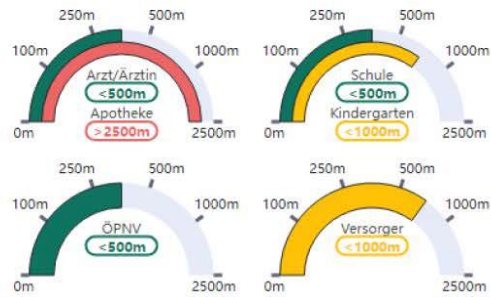 250m 500m
100m 1000m
Arzt/Ärztin
<500m
Apotheke
>2500m
0m 2500m
250m 500m
100m 1000m
Schule
<500m
Kindergarten
<1000m
0m 2500m
250m 500m
100m 1000m
ÖPNV
<500m
0m 2500m
250m 500m
100m 1000m
Versorger
<1000m
0m 2500m